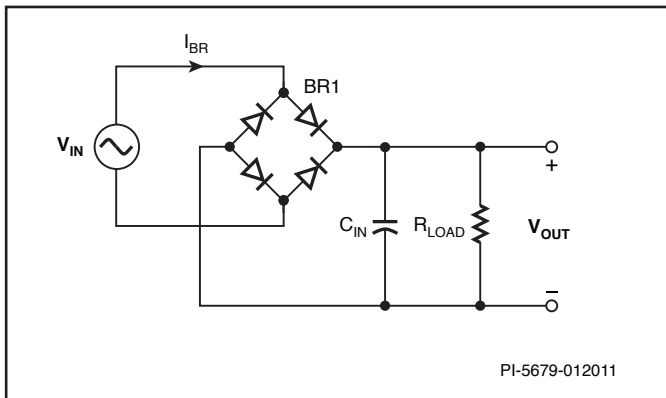 I_BR
BR1
V_IN
C_IN
R_LOAD
+
V_OUT
−
PI-5679-012011